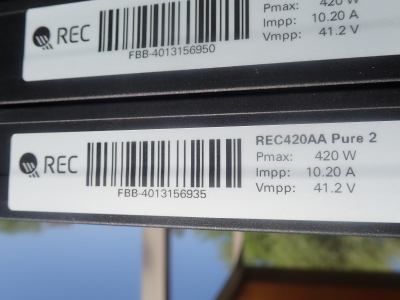 REC
FBB-4013156950
Pmax: 420 W
Impp: 10.20 A
Vmpp: 41.2 V
REC
FBB-4013156935
REC420AA Pure 2
Pmax: 420 W
Impp: 10.20 A
Vmpp: 41.2 V